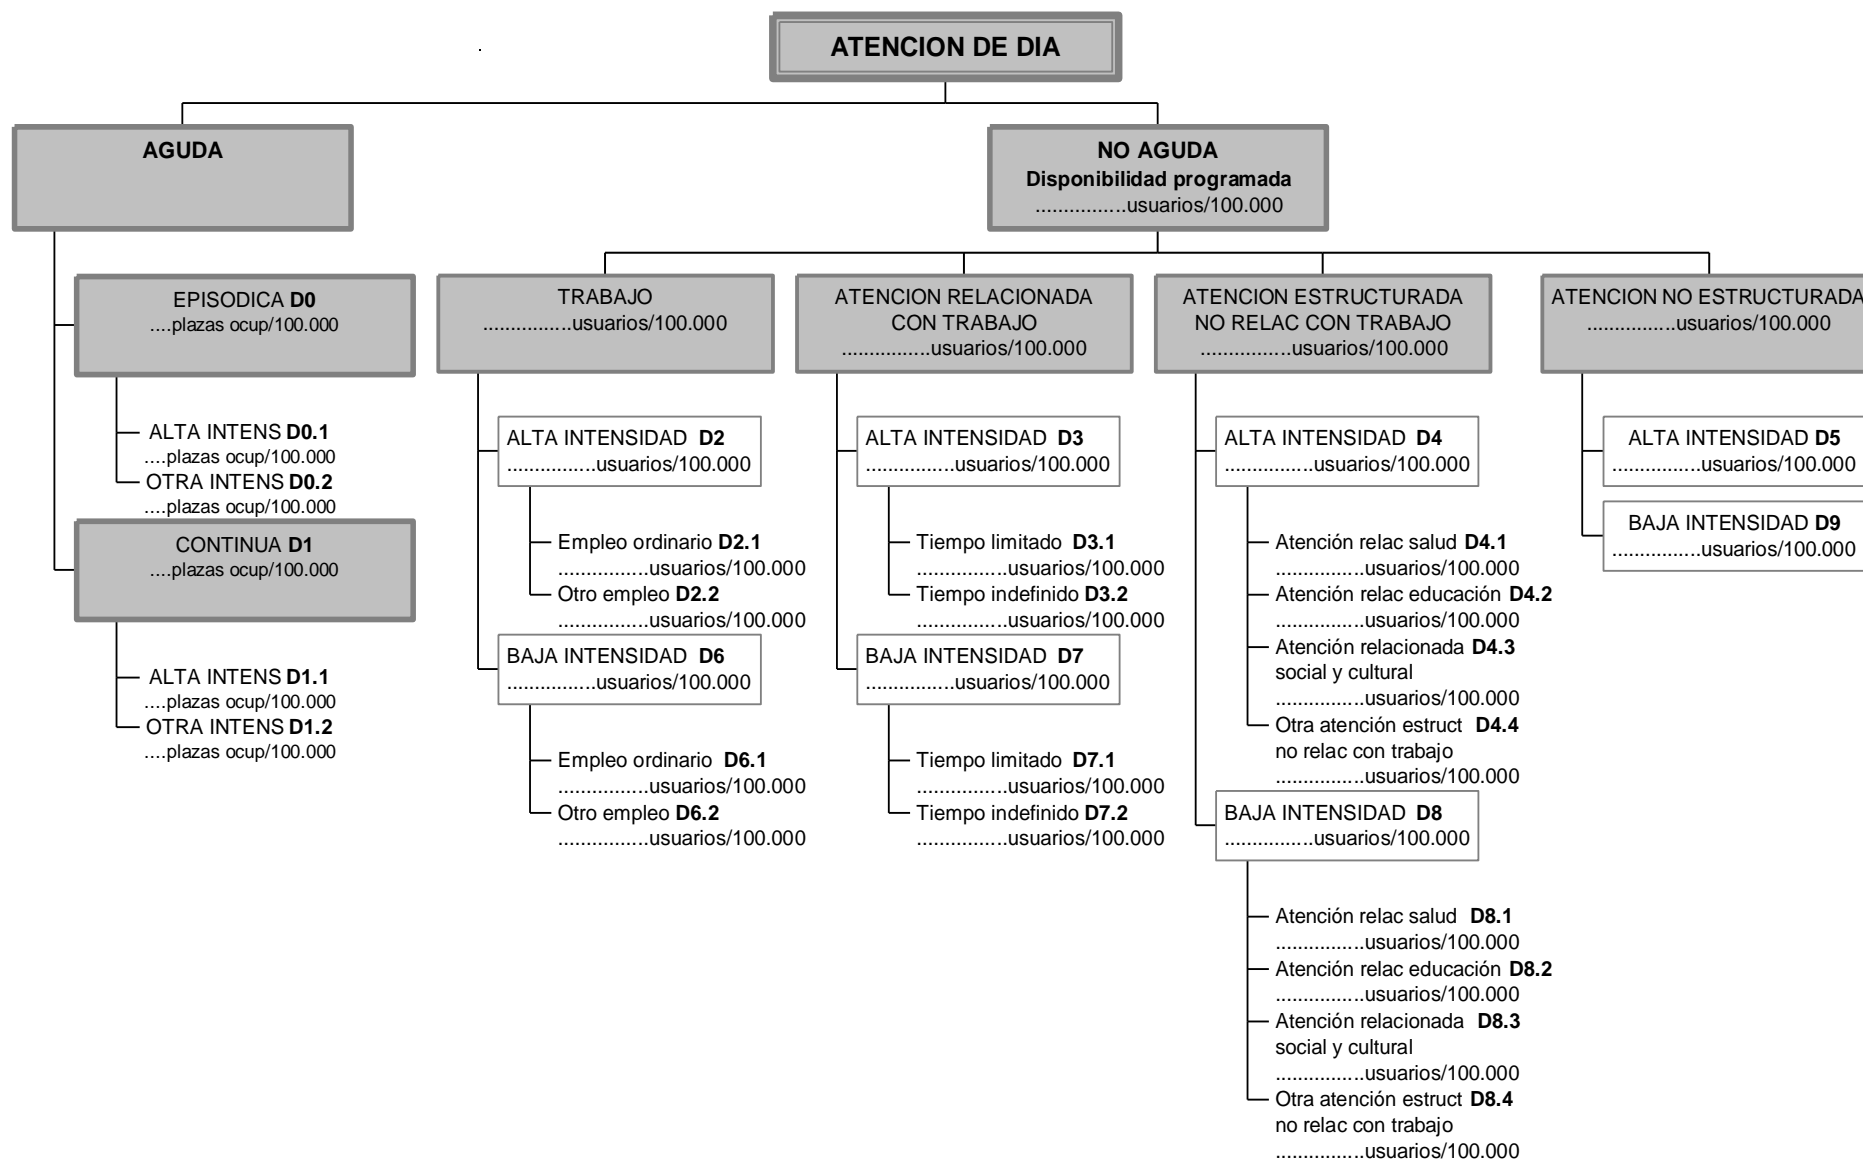 ATENCION DE DIA
AGUDA
NO AGUDA
Disponibilidad programada
................usuarios/100.000
EPISODICA D0
....plazas ocup/100.000
ALTA INTENS D0.1
....plazas ocup/100.000
OTRA INTENS D0.2
....plazas ocup/100.000
CONTINUA D1
....plazas ocup/100.000
ALTA INTENS D1.1
....plazas ocup/100.000
OTRA INTENS D1.2
....plazas ocup/100.000
TRABAJO
................usuarios/100.000
ALTA INTENSIDAD D2
................usuarios/100.000
Empleo ordinario D2.1
................usuarios/100.000
Otro empleo D2.2
................usuarios/100.000
BAJA INTENSIDAD D6
................usuarios/100.000
Empleo ordinario D6.1
................usuarios/100.000
Otro empleo D6.2
................usuarios/100.000
ATENCION RELACIONADA
CON TRABAJO
................usuarios/100.000
ALTA INTENSIDAD D3
................usuarios/100.000
Tiempo limitado D3.1
................usuarios/100.000
Tiempo indefinido D3.2
................usuarios/100.000
BAJA INTENSIDAD D7
................usuarios/100.000
Tiempo limitado D7.1
................usuarios/100.000
Tiempo indefinido D7.2
................usuarios/100.000
ATENCION ESTRUCTURADA
NO RELAC CON TRABAJO
................usuarios/100.000
ALTA INTENSIDAD D4
................usuarios/100.000
Atención relac salud D4.1
................usuarios/100.000
Atención relac educación D4.2
................usuarios/100.000
Atención relacionada D4.3
social y cultural
................usuarios/100.000
Otra atención estruct D4.4
no relac con trabajo
................usuarios/100.000
BAJA INTENSIDAD D8
................usuarios/100.000
Atención relac salud D8.1
................usuarios/100.000
Atención relac educación D8.2
................usuarios/100.000
Atención relacionada D8.3
social y cultural
................usuarios/100.000
Otra atención estruct D8.4
no relac con trabajo
................usuarios/100.000
ATENCION NO ESTRUCTURADA
................usuarios/100.000
ALTA INTENSIDAD D5
................usuarios/100.000
BAJA INTENSIDAD D9
................usuarios/100.000